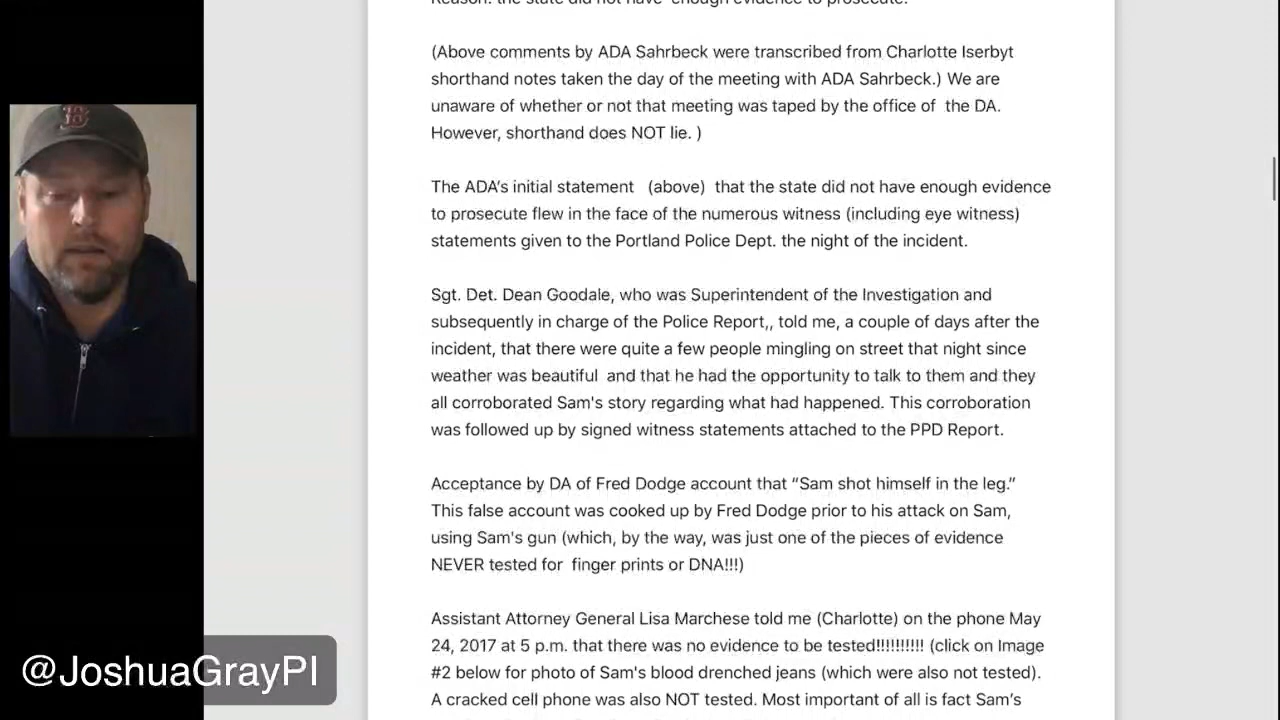 Reason: the state did not have  enough evidence to prosecute.
(Above comments by ADA Sahrbeck were transcribed from Charlotte Iserbyt
shorthand notes taken the day of the meeting with ADA Sahrbeck.) We are
unaware of whether or not that meeting was taped by the office of  the DA.
However, shorthand does NOT lie. )
The ADA’s initial statement   (above)  that the state did not have enough evidence
to prosecute flew in the face of the numerous witness (including eye witness)
statements given to the Portland Police Dept. the night of the incident.
Sgt. Det. Dean Goodale, who was Superintendent of the Investigation and
subsequently in charge of the Police Report,, told me, a couple of days after the
incident, that there were quite a few people mingling on street that night since
weather was beautiful  and that he had the opportunity to talk to them and they
all corroborated Sam's story regarding what had happened. This corroboration
was followed up by signed witness statements attached to the PPD Report.
Acceptance by DA of Fred Dodge account that “Sam shot himself in the leg.”
This false account was cooked up by Fred Dodge prior to his attack on Sam,
using Sam's gun (which, by the way, was just one of the pieces of evidence
NEVER tested for  finger prints or DNA!!!)
Assistant Attorney General Lisa Marchese told me (Charlotte) on the phone May
24, 2017 at 5 p.m. that there was no evidence to be tested!!!!!!!!!! (click on Image
#2 below for photo of Sam's blood drenched jeans (which were also not tested).
A cracked cell phone was also NOT tested. Most important of all is fact Sam’s
B
@JoshuaGrayPI